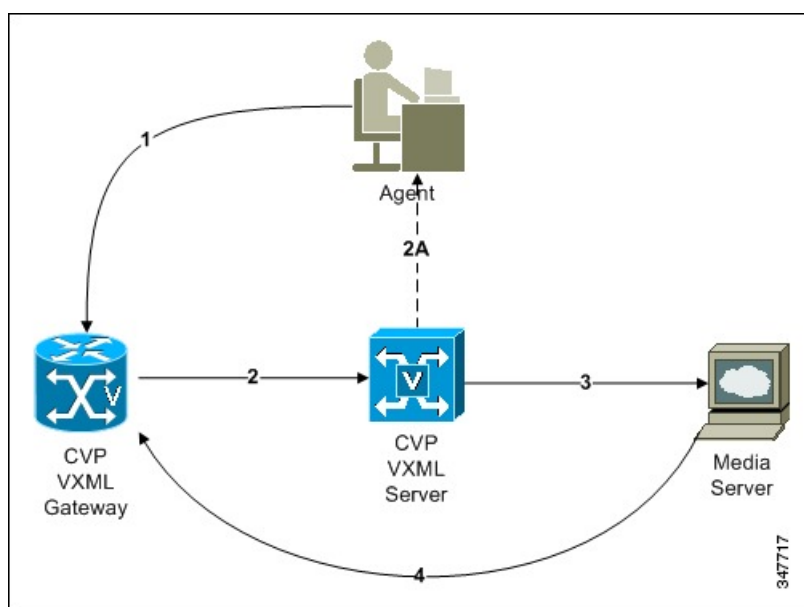 1
Agent
2A
2
3
V
V
CVP
VXML
Gateway
CVP
VXML
Server
Media
Server
4
347717